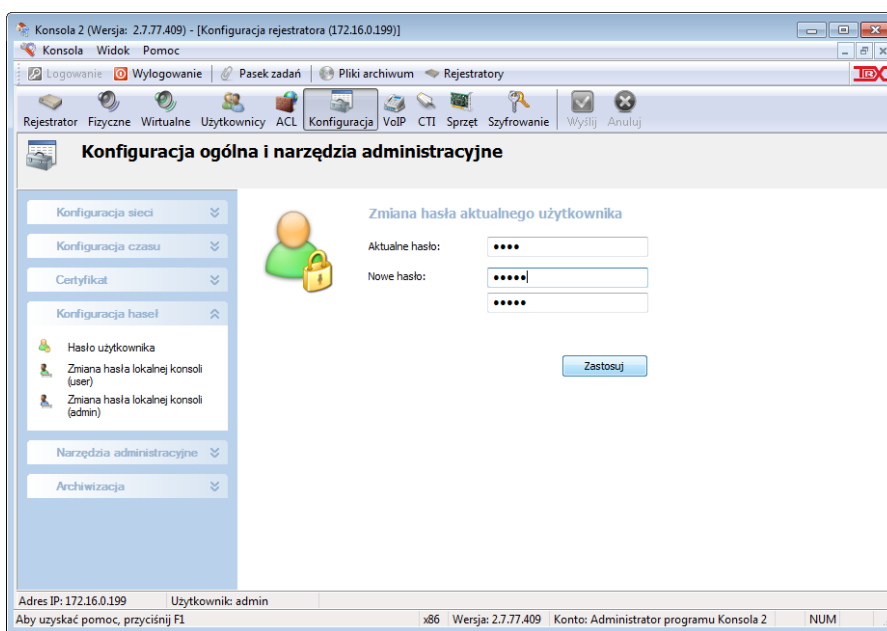 Konsola 2 (Wersja: 2.7.77.409) - [Konfiguracja rejestratora (172.16.0.199)]
Konsola Widok Pomoc
Logowanie Wylogowanie Pasek zadań Pliki archiwum Rejestratory
TRX
Rejestrator Fizyczne Wirtualne Użytkownicy ACL Konfiguracja VoIP CTI Sprzęt Szyfrowanie Wyślij Anuluj
Konfiguracja ogólna i narzędzia administracyjne
Konfiguracja sieci
Konfiguracja czasu
Certyfikat
Konfiguracja haseł
Hasło użytkownika
Zmiana hasła lokalnej konsoli
(user)
Zmiana hasła lokalnej konsoli
(admin)
Narzędzia administracyjne
Archiwizacja
Zmiana hasła aktualnego użytkownika
Aktualne hasło: ●●●●
Nowe hasło: ●●●●●
●●●●●
Zastosuj
Adres IP: 172.16.0.199 Użytkownik: admin
Aby uzyskać pomoc, przyciśnij F1 x86 Wersja: 2.7.77.409 Konto: Administrator programu Konsola 2 NUM